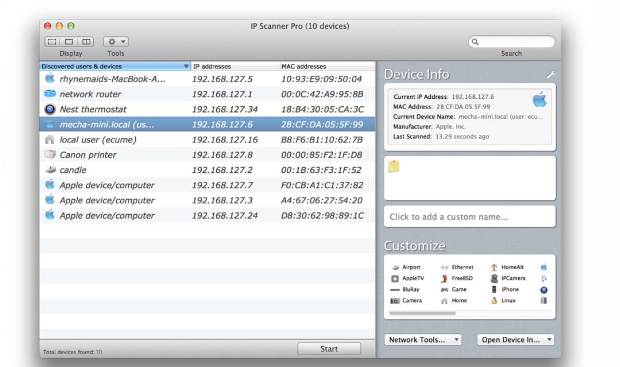 IP Scanner Pro (10 devices)
Display Tools Search
Discovered users & devices IP addresses MAC addresses
rhynemaids-MacBook-A... 192.168.127.5 10:93:E9:09:50:04
network router 192.168.127.1 00:0C:42:A9:95:8B
Nest thermostat 192.168.127.34 18:B4:30:05:CA:3C
mecha-mini.local (us... 192.168.127.6 28:CF:DA:05:5F:99
local user (ecume) 192.168.127.16 B8:F6:B1:10:62:7B
Canon printer 192.168.127.8 00:00:85:F2:1F:D8
candle 192.168.127.2 00:1B:63:F3:1F:52
Apple device/computer 192.168.127.7 F0:CB:A1:C1:37:82
Apple device/computer 192.168.127.3 A4:67:06:27:54:20
Apple device/computer 192.168.127.24 D8:30:62:98:89:1C
Total devices found: 10
Start
Device Info
Current IP Address: 192.168.127.6
MAC Address: 28:CF:DA:05:5F:99
Current Device Name: mecha-mini.local (local user: ecu...
Manufacturer: Apple, Inc.
Last Scanned: 13.29 seconds ago
Click to add a custom name...
Customize
Airport Ethernet HomeAlt
AppleTV FreeBSD IPCamera
BluRay Game iPhone
Camera Home Linux
Network Tools... Open Device In...